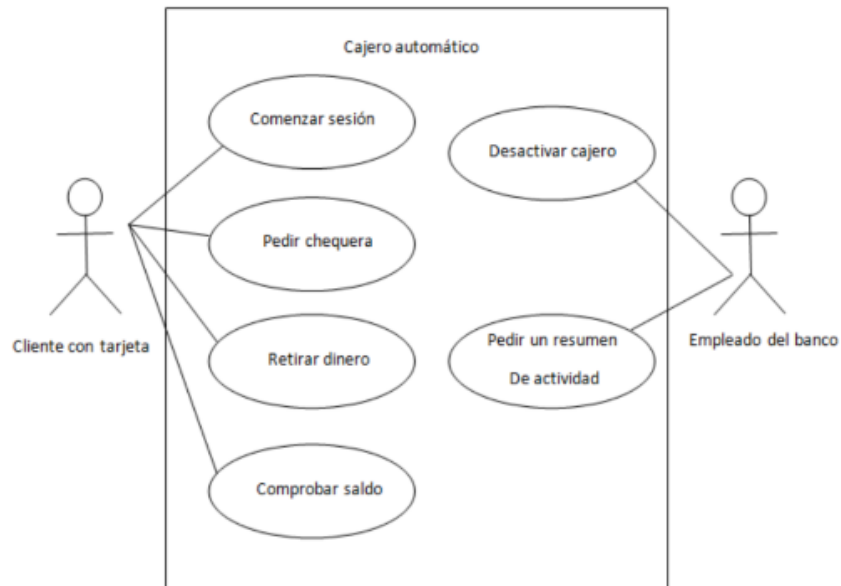 Cajero automático
Comenzar sesión
Desactivar cajero
Pedir chequera
Cliente con tarjeta
Retirar dinero
Pedir un resumen
De actividad
Empleado del banco
Comprobar saldo